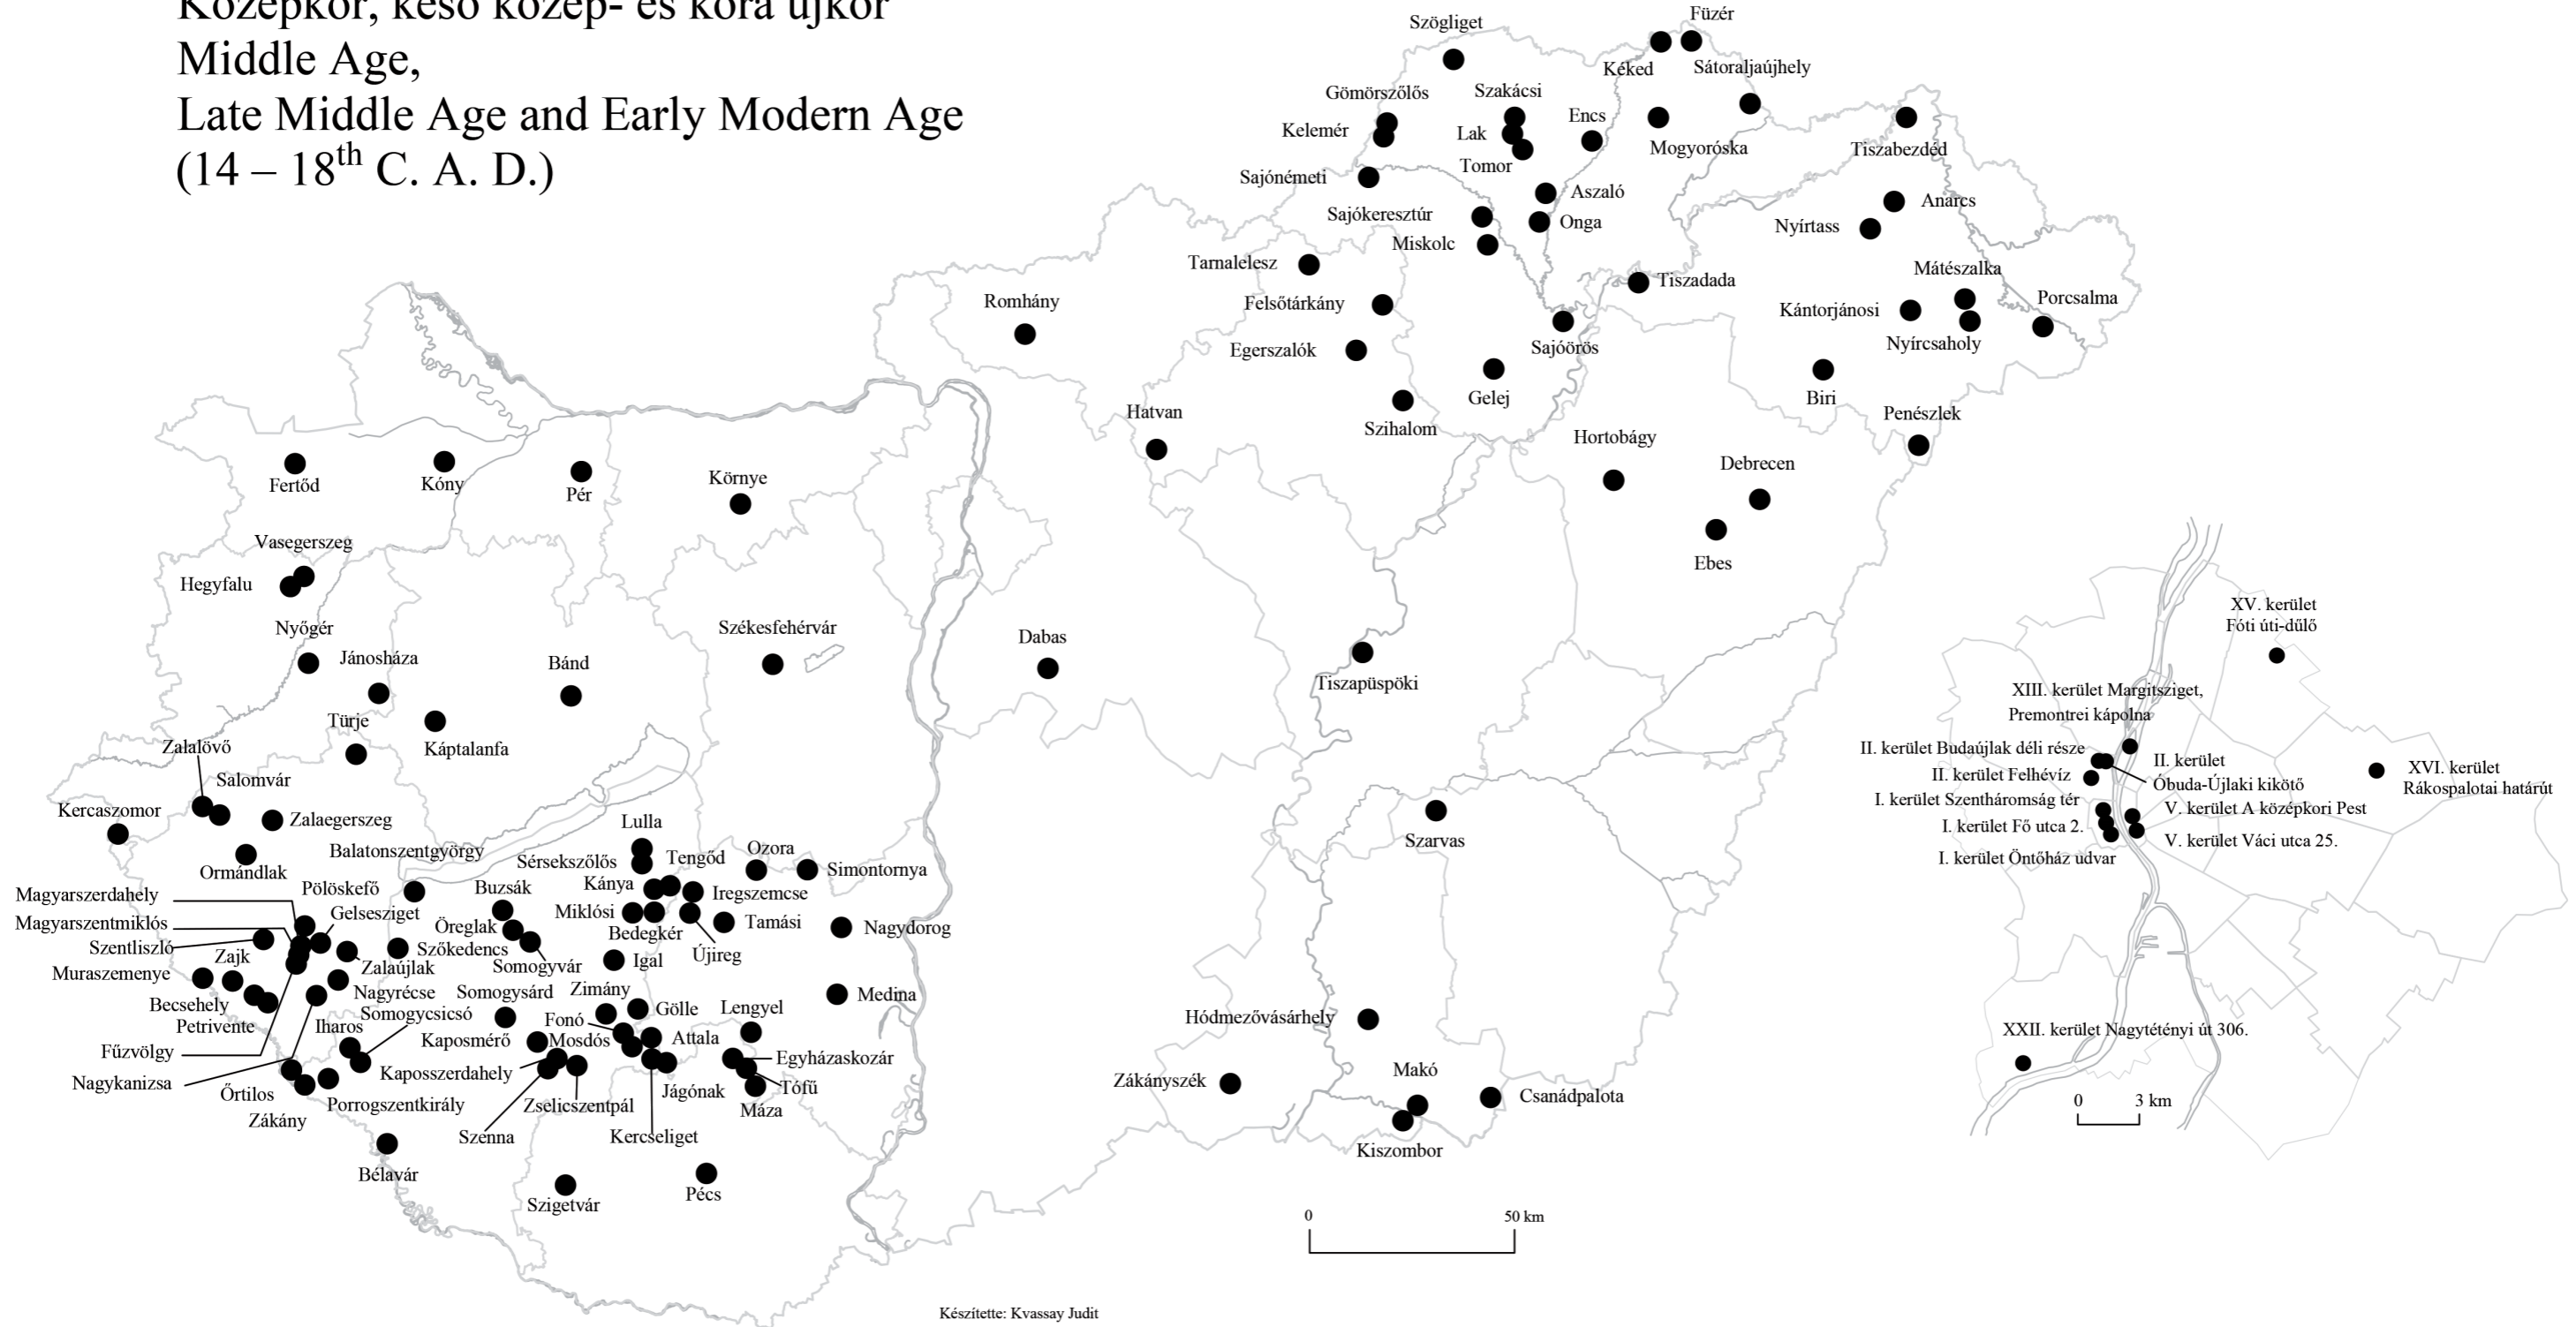 Középkor, késő közép- és kora újkor
Middle Age,
Late Middle Age and Early Modern Age
(14 – 18th C. A. D.)
Szögliget
Füzér
Kéked
Sátoraljaújhely
Gömörszőlős
Szakácsi
Encs
Kelemér
Lak
Mogyoróska
Tiszabezdéd
Tomor
Sajónémeti
Aszaló
Anarcs
Sajókeresztúr
Onga
Nyírtass
Miskolc
Tarnalelesz
Mátészalka
Tiszadada
Romhány
Felsőtárkány
Kántorjánosi
Porcsalma
Egerszalók
Sajóörös
Nyírcsaholy
Gelej
Biri
Hatvan
Szihalom
Penészlek
Hortobágy
Debrecen
Ebes
Fertőd
Kóny
Pér
Környe
Vasegerszeg
Hegyfalu
Nyőgér
Jánosháza
Bánd
Székesfehérvár
Dabas
Tiszapüspöki
Türje
Káptalanfa
Zalalövő
Salomvár
Kercaszomor
Zalaegerszeg
Ormándlak
Balatonszentgyörgy
Lulla
Sérsekszőlős
Tengőd
Ozora
Simontornya
Magyarszerdahely
Pölöskefő
Buzsák
Kánya
Iregszemcse
Magyarszentmiklós
Gelsesziget
Öreglak
Miklósi
Tamási
Nagydorog
Szentliszló
Szőkedencs
Bedegkér
Újireg
Zajk
Zalaújlak
Somogyvár
Igal
Muraszemenye
Nagyrécse
Somogysárd
Zimány
Medina
Becsehely
Somogycsicsó
Gölle
Lengyel
Petrivente
Iharos
Fonó
Kaposmérő
Mosdós
Attala
Fűzvölgy
Egyházaskozár
Nagykanizsa
Kaposszerdahely
Tófű
Őrtilos
Jágónak
Máza
Zákány
Porrogszentkirály
Zselicszentpál
Szenna
Kercseliget
Bélavár
Szigetvár
Pécs
Szarvas
Hódmezővásárhely
Makó
Zákányszék
Csanádpalota
Kiszombor
0 50 km
XV. kerület
Fóti úti-dűlő
XIII. kerület Margitsziget,
Premontrei kápolna
II. kerület Budaújlak déli része
II. kerület
Óbuda-Újlaki kikötő
II. kerület Felhévíz
XVI. kerület
Rákospalotai határút
I. kerület Szentháromság tér
V. kerület A középkori Pest
I. kerület Fő utca 2.
V. kerület Váci utca 25.
I. kerület Öntőház udvar
XXII. kerület Nagytétényi út 306.
0 3 km
Készítette: Kvassay Judit